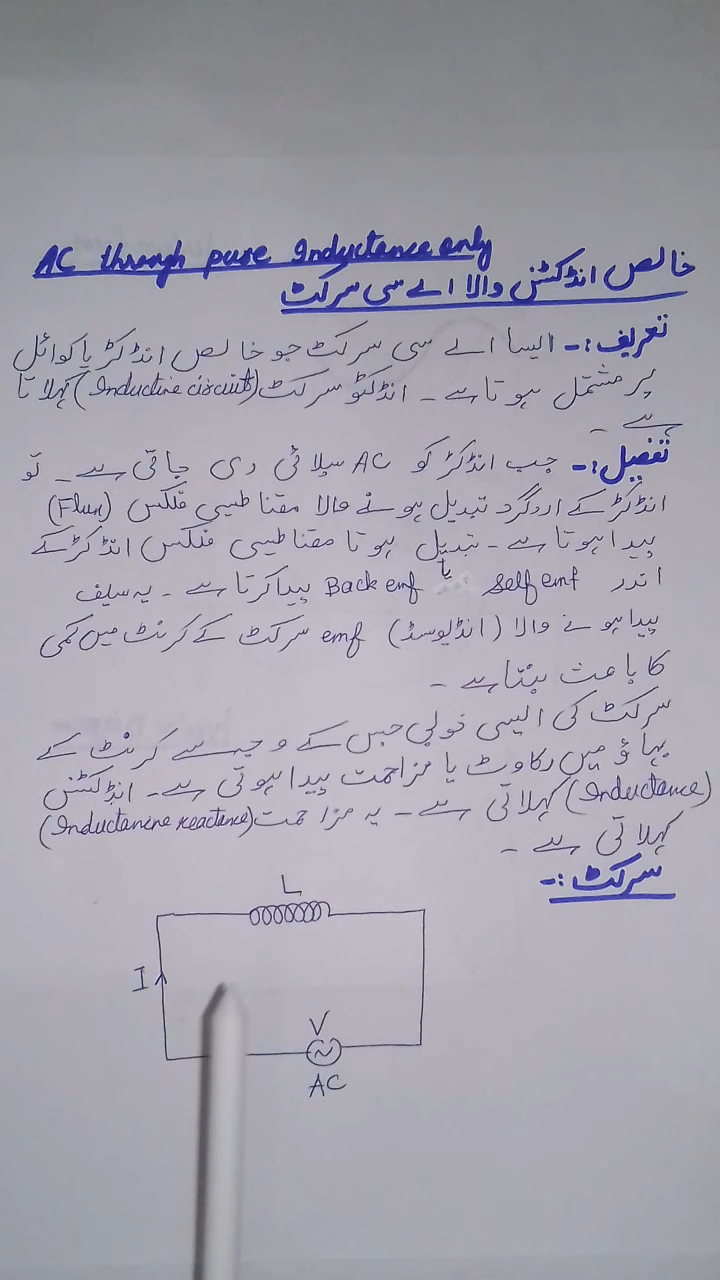 AC through pure Inductance only
خالص انڈکٹنس والا اے سی سرکٹ
تعریف:۔ ایسا اے سی سرکٹ جو خالص انڈکٹر یا کوائل
پر مشتمل ہوتا ہے۔ انڈکٹو سرکٹ (Inductive circuit) کہلاتا
ہے۔
تفصیل:۔ جب انڈکٹر کو AC سپلائی دی جاتی ہے۔ تو
انڈکٹر کے اردگرد تبدیل ہونے والا مقناطیسی فلکس (Flux)
پیدا ہوتا ہے۔ تبدیل ہوتا مقناطیسی فلکس انڈکٹر کے
اندر Self emf یا Back emf پیدا کرتا ہے۔ یہ سیلف
پیدا ہونے والا (انڈیوسڈ) emf سرکٹ کے کرنٹ میں کمی
کا باعث بنتا ہے۔
سرکٹ کی ایسی خوبی جس کے وجہ سے کرنٹ کے
بہاؤ میں رکاوٹ یا مزاحمت پیدا ہوتی ہے۔ انڈکٹنس
(Inductance) کہلاتی ہے۔ یہ مزاحمت (Inductanine reactance)
کہلاتی ہے۔
سرکٹ:۔
L
I
V
AC